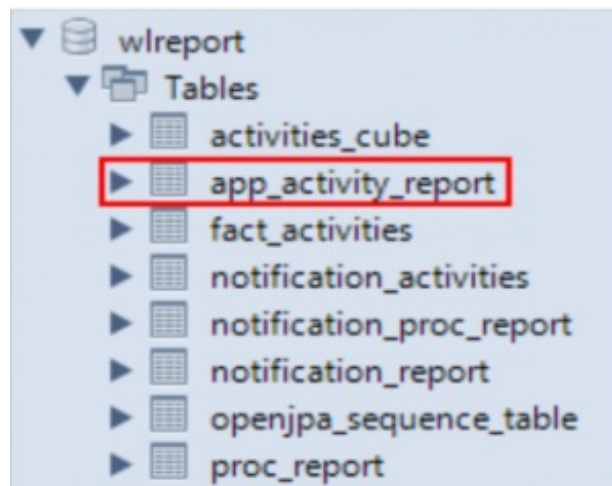 wlreport
Tables
activities_cube
app_activity_report
fact_activities
notification_activities
notification_proc_report
notification_report
openjpa_sequence_table
proc_report